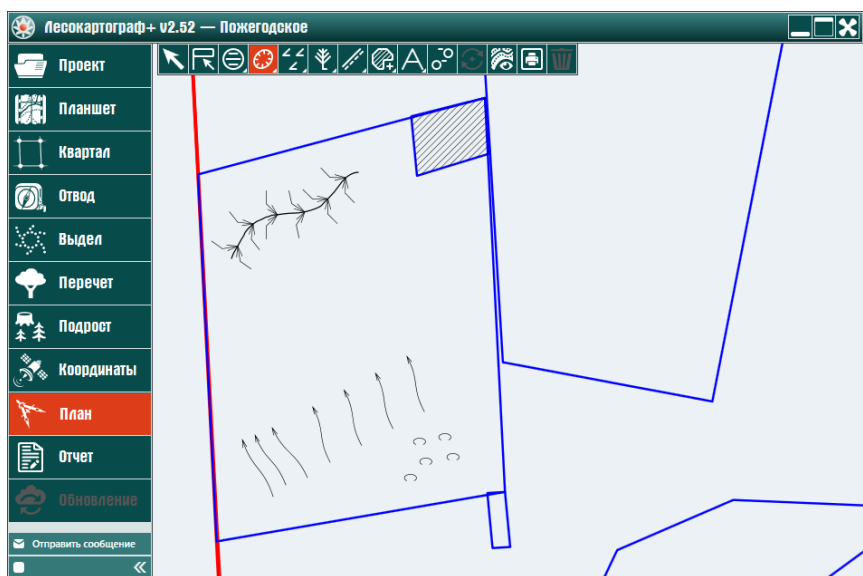 Лесокартограф+ v2.52 — Пожегодское
Проект
Планшет
Квартал
Отвод
Выдел
Перечет
Подрост
Координаты
План
Отчет
Обновление
Отправить сообщение